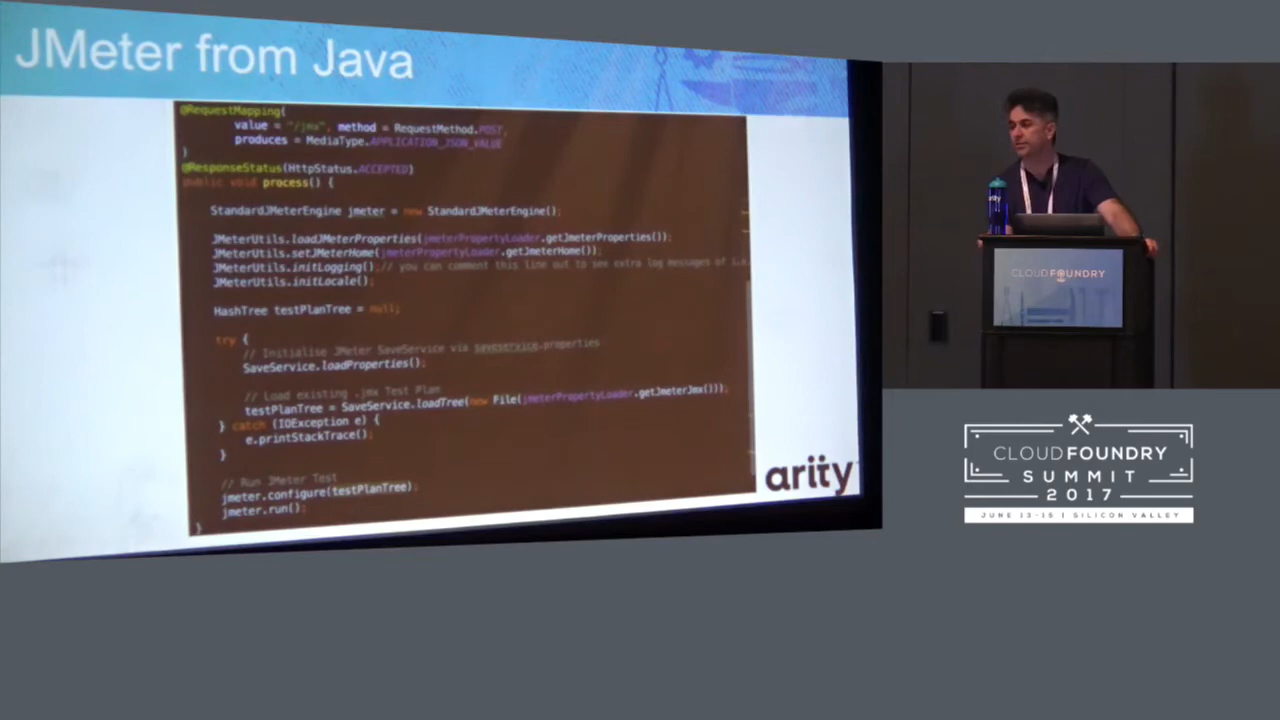 JMeter from Java
@RequestMapping(
value = "/jmx", method = RequestMethod.POST,
produces = MediaType.APPLICATION_JSON_VALUE
)
@ResponseStatus(HttpStatus.ACCEPTED)
public void process() {
StandardJMeterEngine jmeter = new StandardJMeterEngine();
JMeterUtils.loadJMeterProperties(jmeterPropertyLoader.getJmeterProperties());
JMeterUtils.setJMeterHome(jmeterPropertyLoader.getJmeterHome());
JMeterUtils.initLogging();// you can comment this line out to see extra log messages of i.e.
JMeterUtils.initLocale();
HashTree testPlanTree = null;
try {
// Initialise JMeter SaveService via saveservice.properties
SaveService.loadProperties();
// Load existing .jmx Test Plan
testPlanTree = SaveService.loadTree(new File(jmeterPropertyLoader.getJmeterJmx()));
} catch (IOException e) {
e.printStackTrace();
}
// Run JMeter Test
jmeter.configure(testPlanTree);
jmeter.run();
}
arity
arity
CLOUDFOUNDRY
CLOUDFOUNDRY
SUMMIT
2017
JUNE 13-15 | SILICON VALLEY